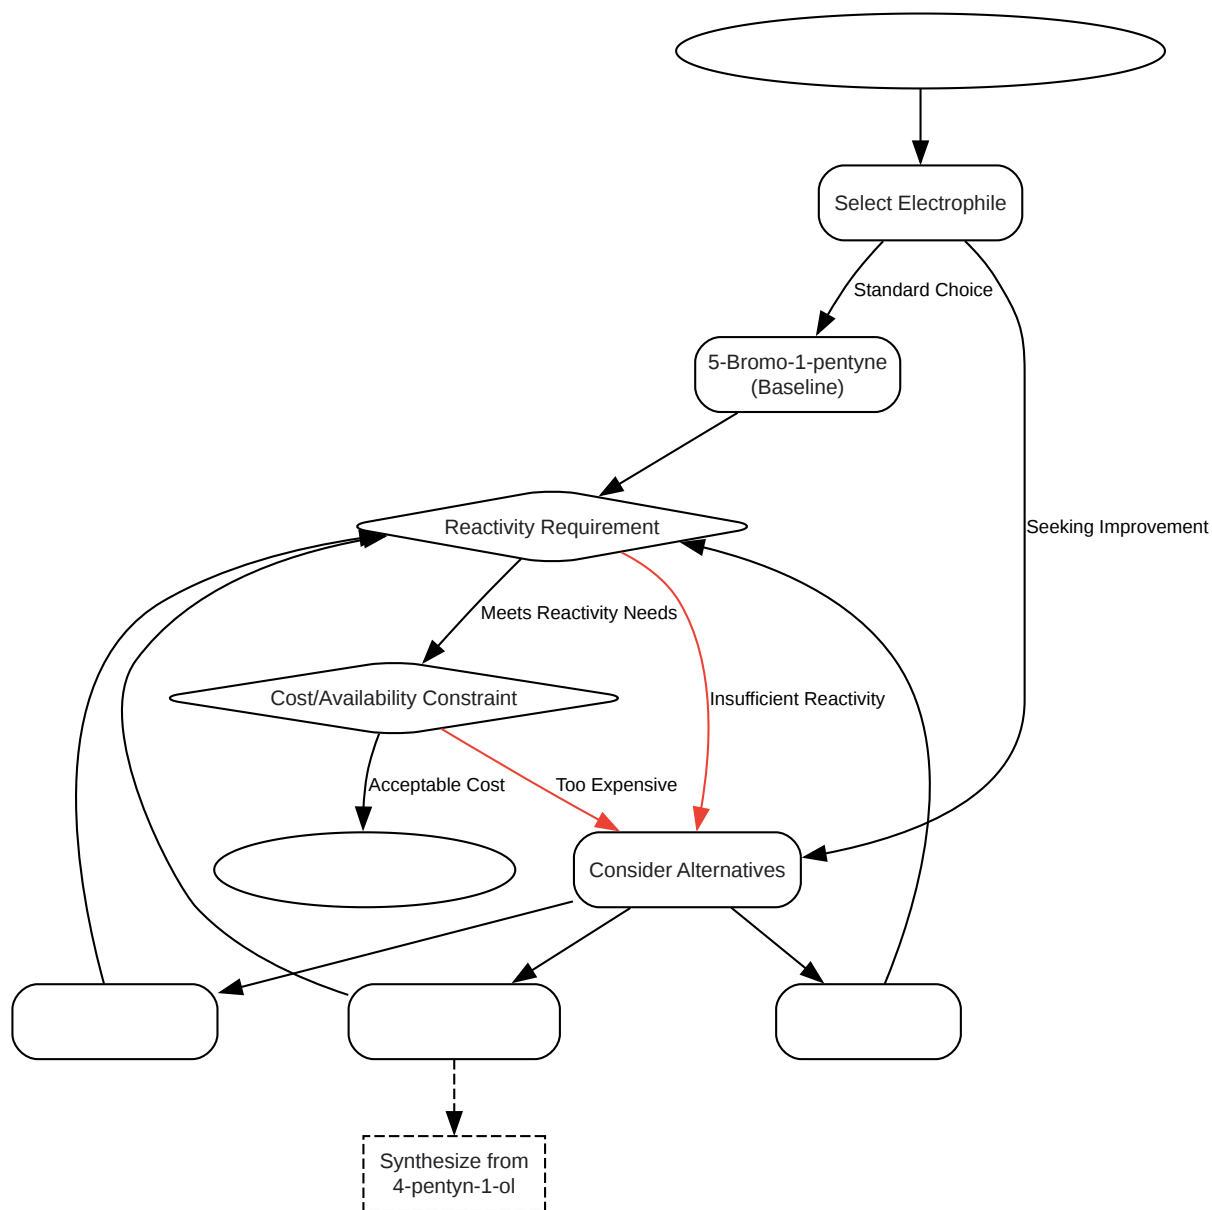 Select Electrophile
Standard Choice
5-Bromo-1-pentyne
(Baseline)
Reactivity Requirement
Seeking Improvement
Meets Reactivity Needs
Cost/Availability Constraint
Insufficient Reactivity
Acceptable Cost
Too Expensive
Consider Alternatives
Synthesize from
4-pentyn-1-ol